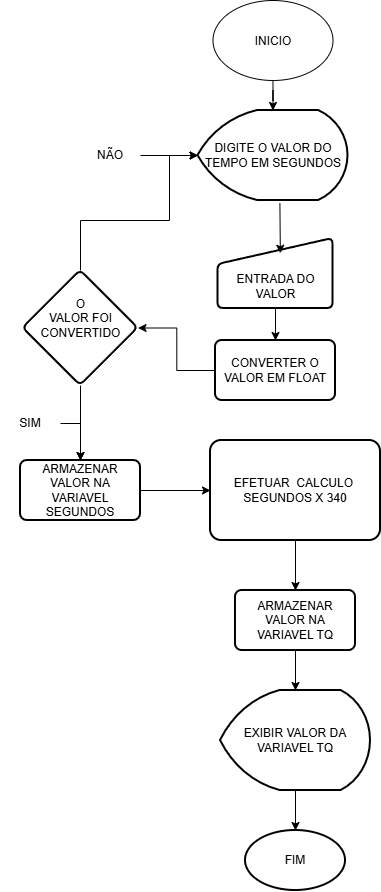 INICIO
DIGITE O VALOR DO
TEMPO EM SEGUNDOS
NÃO
ENTRADA DO
VALOR
O
VALOR FOI
CONVERTIDO
CONVERTER O
VALOR EM FLOAT
SIM
ARMAZENAR
VALOR NA
VARIAVEL
SEGUNDOS
EFETUAR CALCULO
SEGUNDOS X 340
ARMAZENAR
VALOR NA
VARIAVEL TQ
EXIBIR VALOR DA
VARIAVEL TQ
FIM